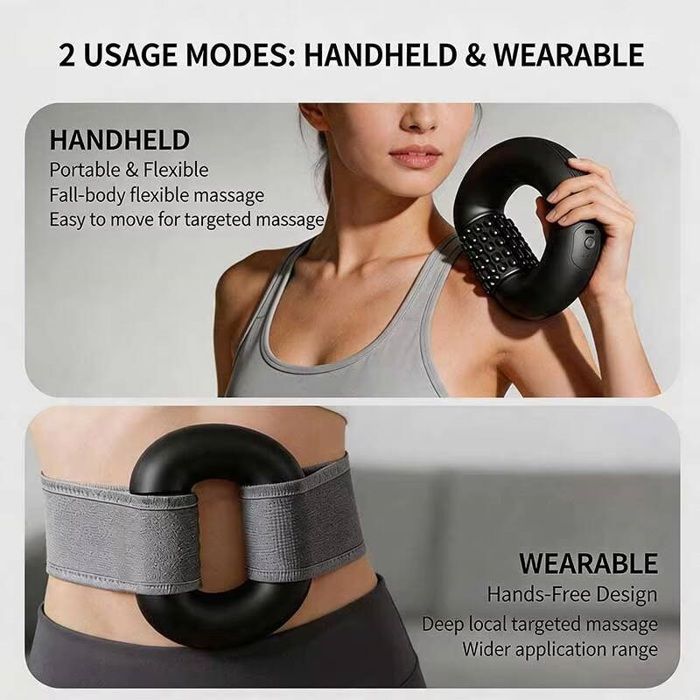 2 USAGE MODES: HANDHELD & WEARABLE
HANDHELD
Portable & Flexible
Fall-body flexible massage
Easy to move for targeted massage
WEARABLE
Hands-Free Design
Deep local targeted massage
Wider application range